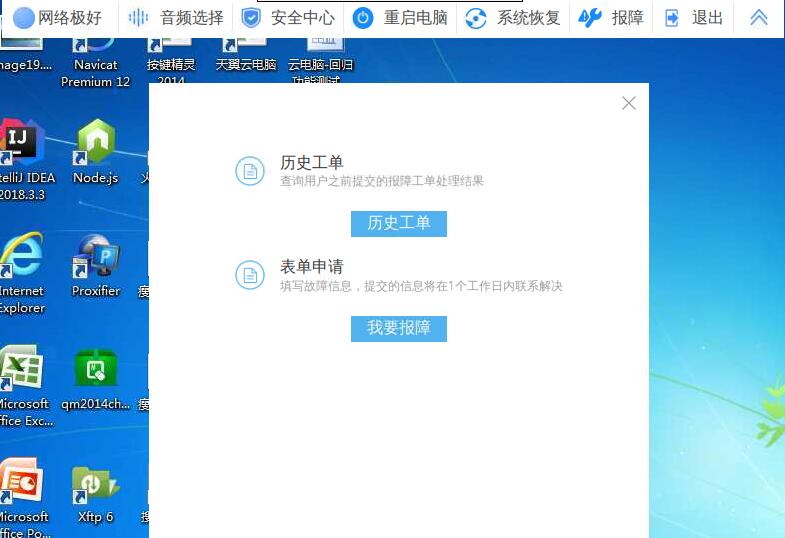 网络极好 音频选择 安全中心 重启电脑 系统恢复 报障 退出
nage19....
Navicat
Premium 12
按键精灵
2014
天翼云电脑
云电脑-回归
功能测试...
历史工单
查询用户之前提交的报障工单处理结果
历史工单
表单申请
填写故障信息，提交的信息将在1个工作日内联系解决
我要报障
IJ
telliJ IDEA
2018.3.3
Node.js
Internet
Explorer
Proxifier
Microsoft
ffice Exc...
qm2014ch...
Microsoft
ffice Po...
Xftp 6